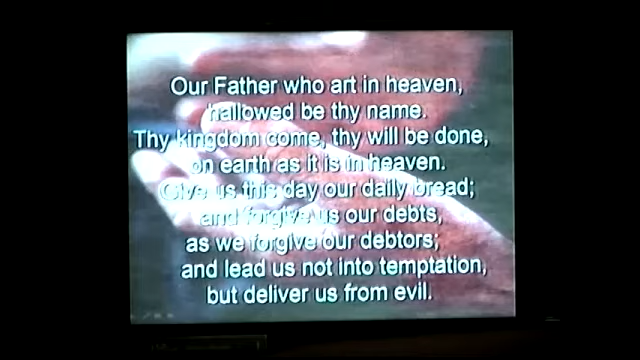 Our Father who art in heaven,
hallowed be thy name.
Thy kingdom come, thy will be done,
on earth as it is in heaven.
Give us this day our daily bread;
and forgive us our debts,
as we forgive our debtors;
and lead us not into temptation,
but deliver us from evil.